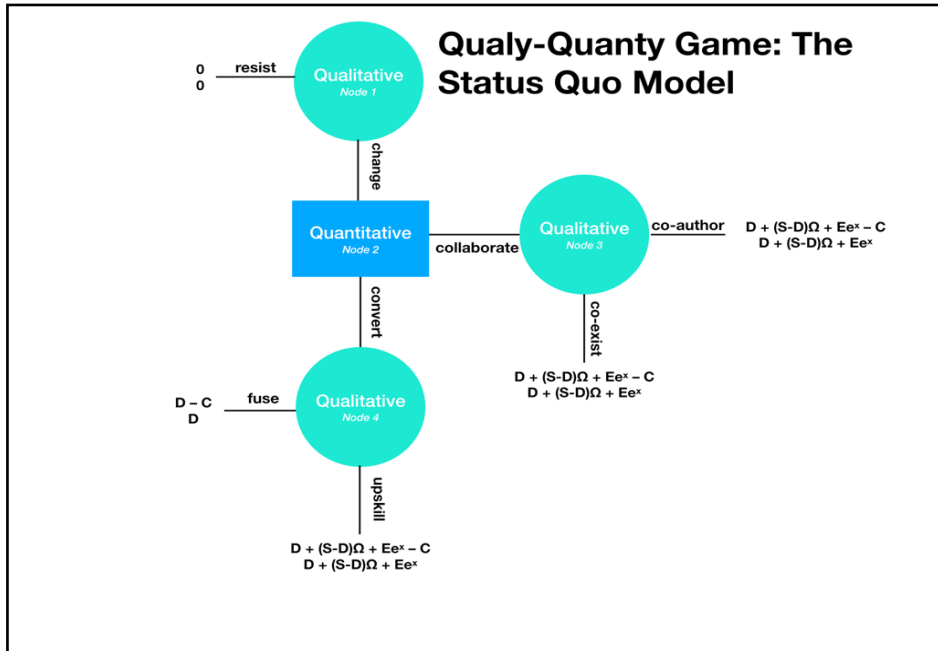 Qualy-Quanty Game: The
Status Quo Model
0
0
resist
Qualitative
Node 1
change
Quantitative
Node 2
collaborate
Qualitative
Node 3
co-author
D + (S-D)Ω + Eeˣ – C
D + (S-D)Ω + Eeˣ
co-exist
D + (S-D)Ω + Eeˣ – C
D + (S-D)Ω + Eeˣ
convert
Qualitative
Node 4
fuse
D – C
D
upskill
D + (S-D)Ω + Eeˣ – C
D + (S-D)Ω + Eeˣ